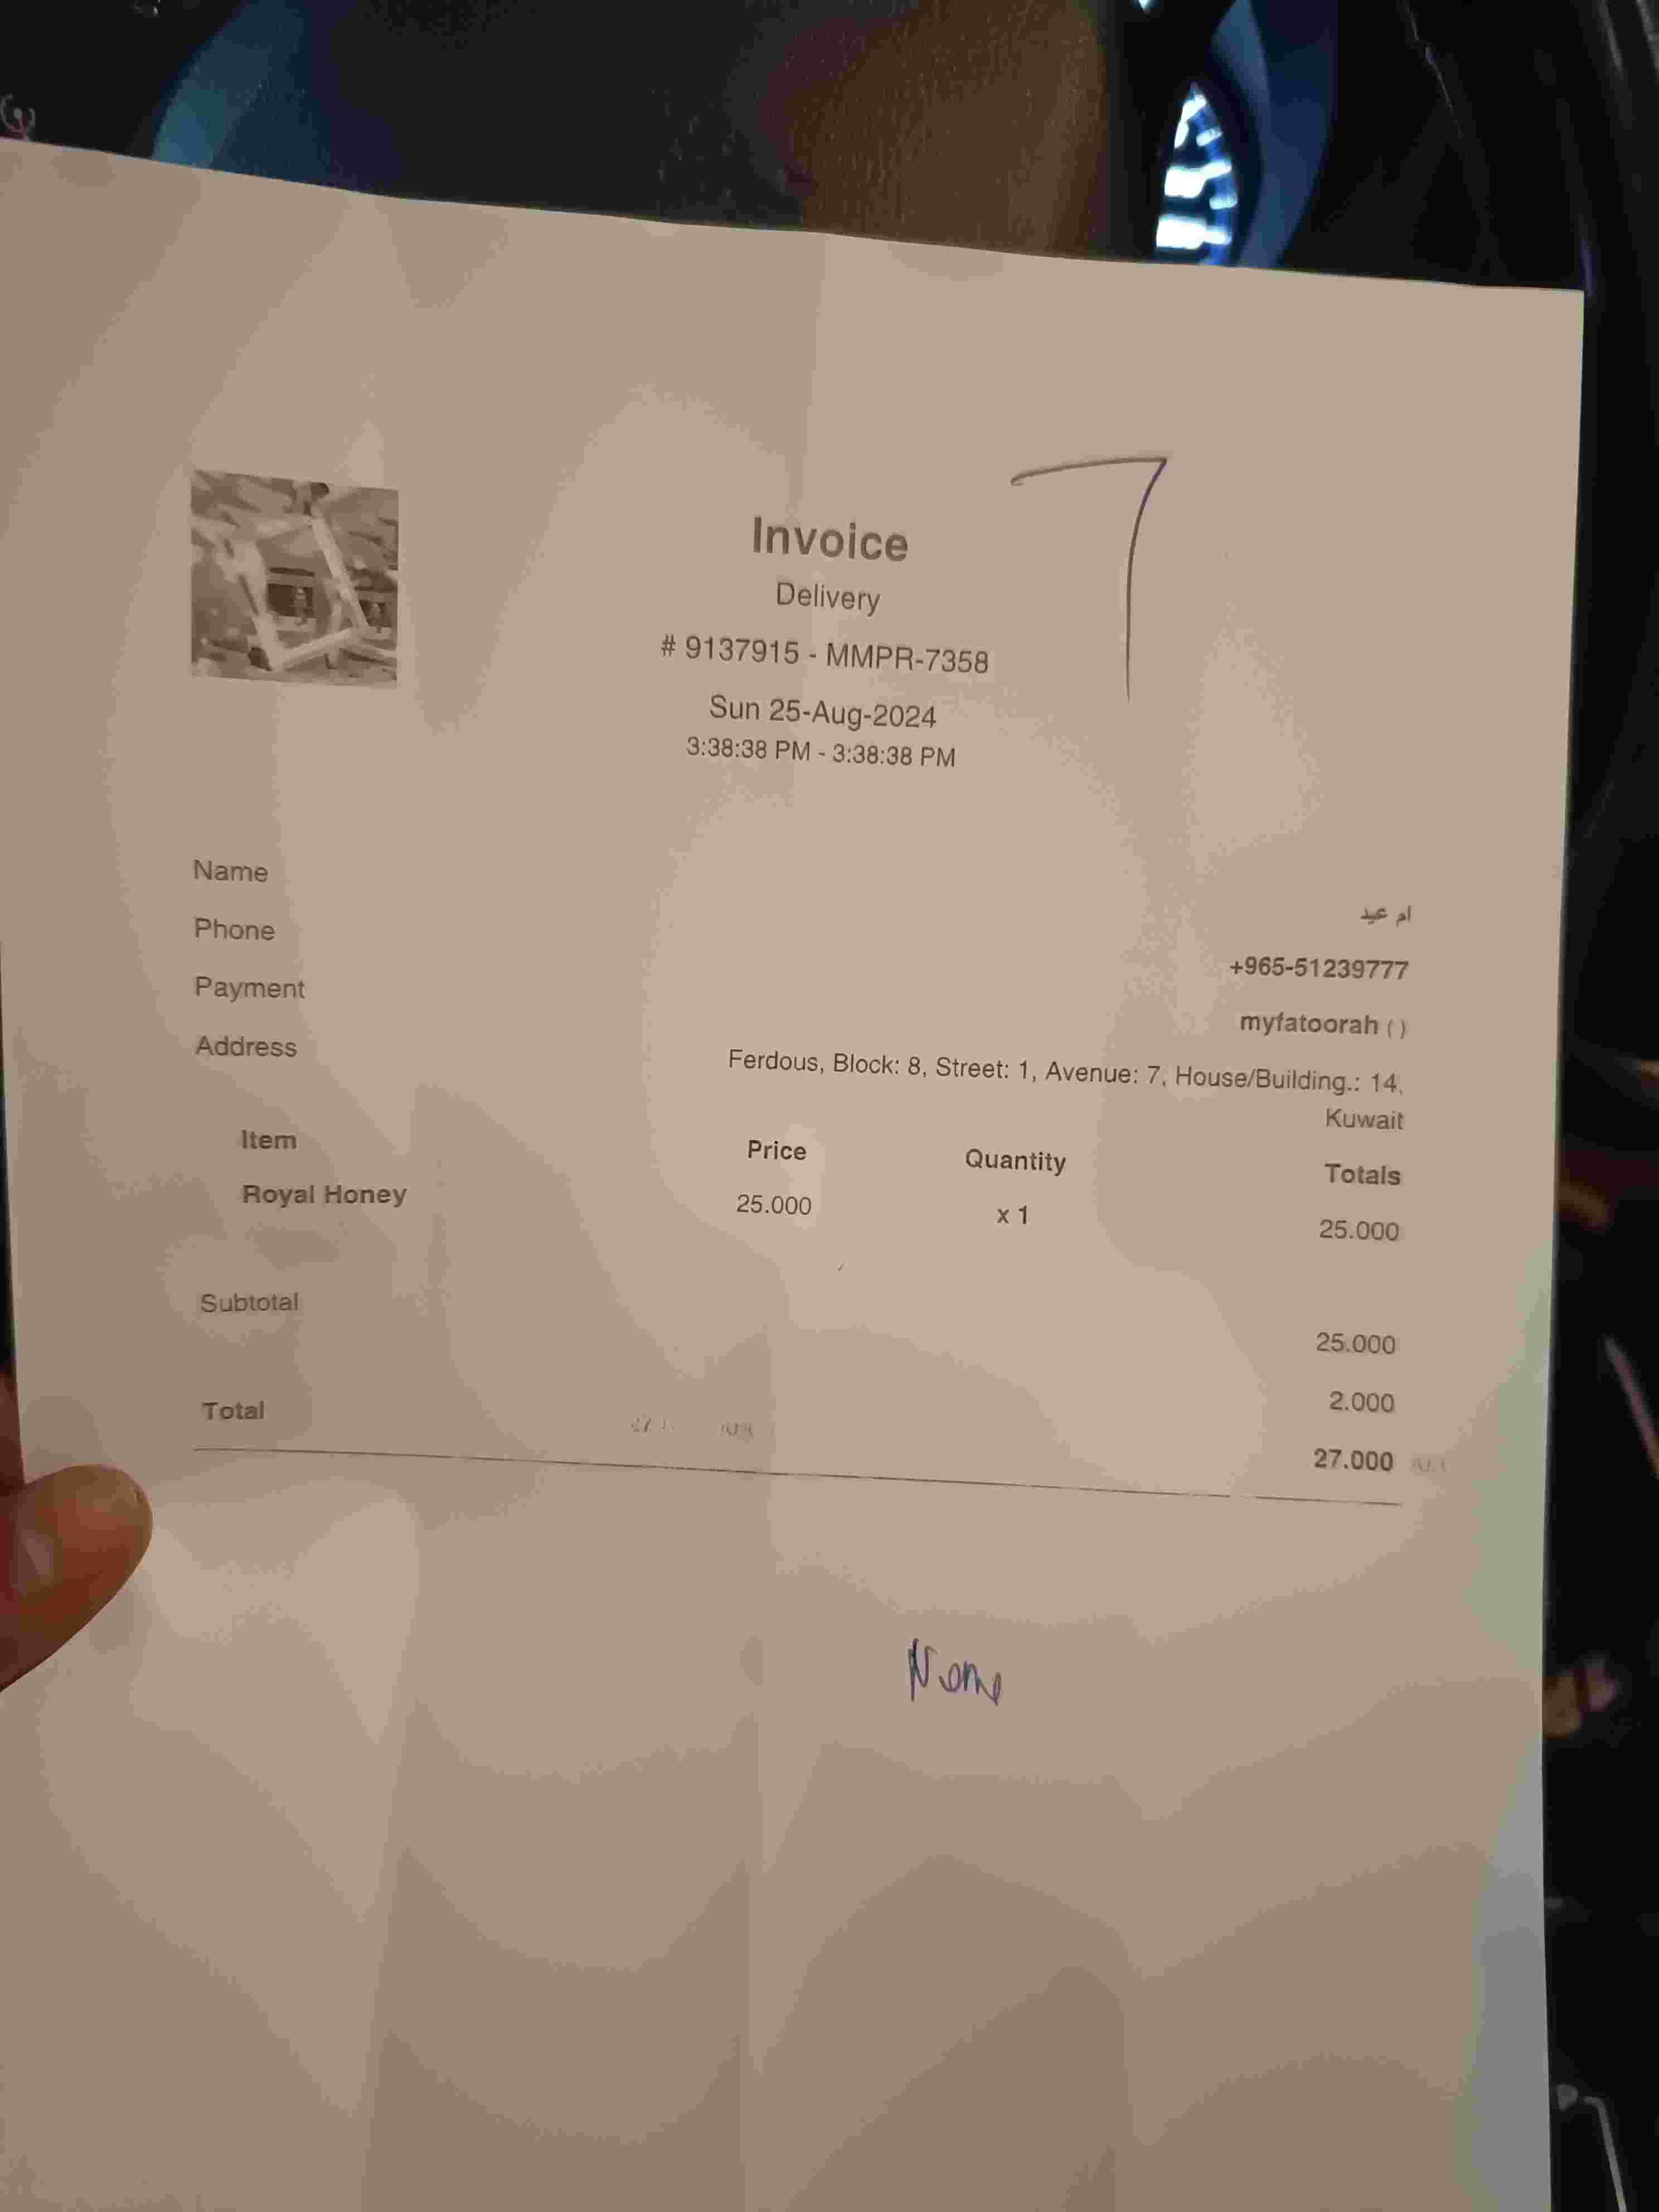 7
Invoice
Delivery
# 9137915 - MMPR-7358
Sun 25-Aug-2024
3:38:38 PM - 3:38:38 PM
Name ام عيد
Phone +965-51239777
Payment myfatoorah ( )
Address Ferdous, Block: 8, Street: 1, Avenue: 7, House/Building.: 14,
Kuwait
Item Price Quantity Totals
Royal Honey 25.000 x 1 25.000
Subtotal 25.000
2.000
Total 27.000